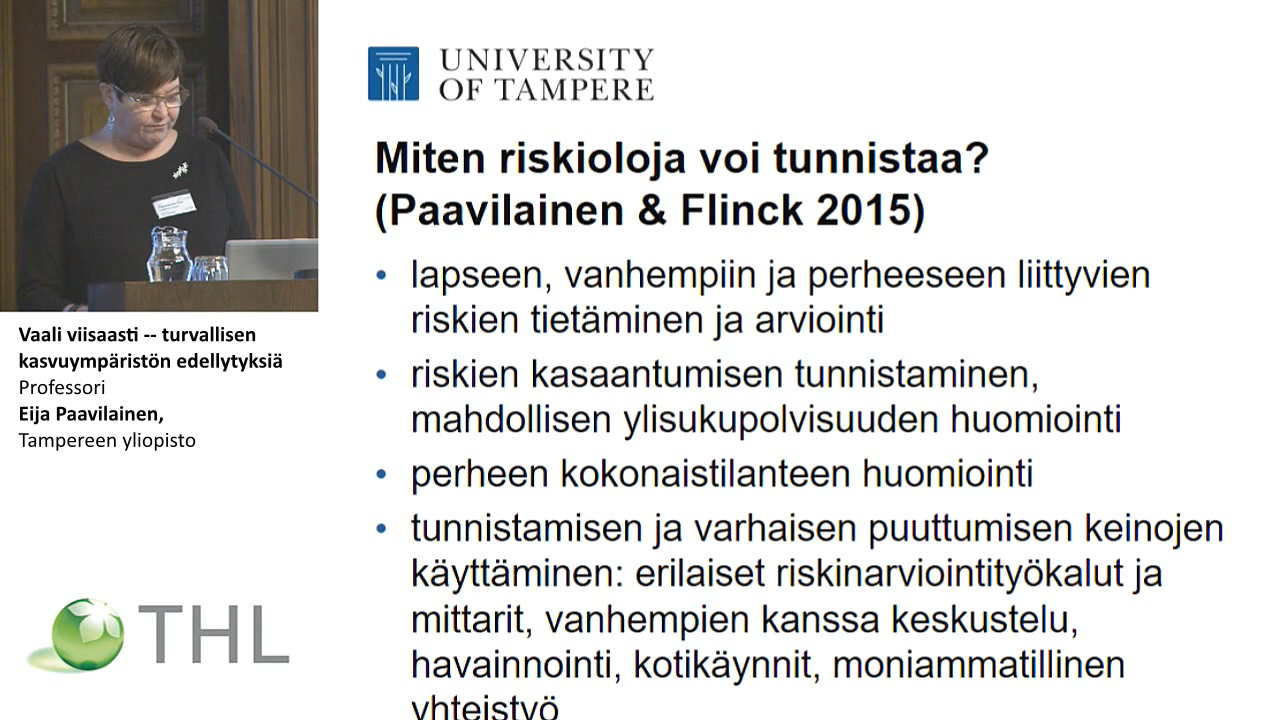 UNIVERSITY
OF TAMPERE
Miten riskioloja voi tunnistaa?
(Paavilainen & Flinck 2015)
• lapseen, vanhempiin ja perheeseen liittyvien
riskien tietäminen ja arviointi
• riskien kasaantumisen tunnistaminen,
mahdollisen ylisukupolvisuuden huomiointi
• perheen kokonaistilanteen huomiointi
• tunnistamisen ja varhaisen puuttumisen keinojen
käyttäminen: erilaiset riskinarviointityökalut ja
mittarit, vanhempien kanssa keskustelu,
havainnointi, kotikäynnit, moniammatillinen
yhteistyö
Vaali viisaasti -- turvallisen
kasvuympäristön edellytyksiä
Professori
Eija Paavilainen,
Tampereen yliopisto
THL